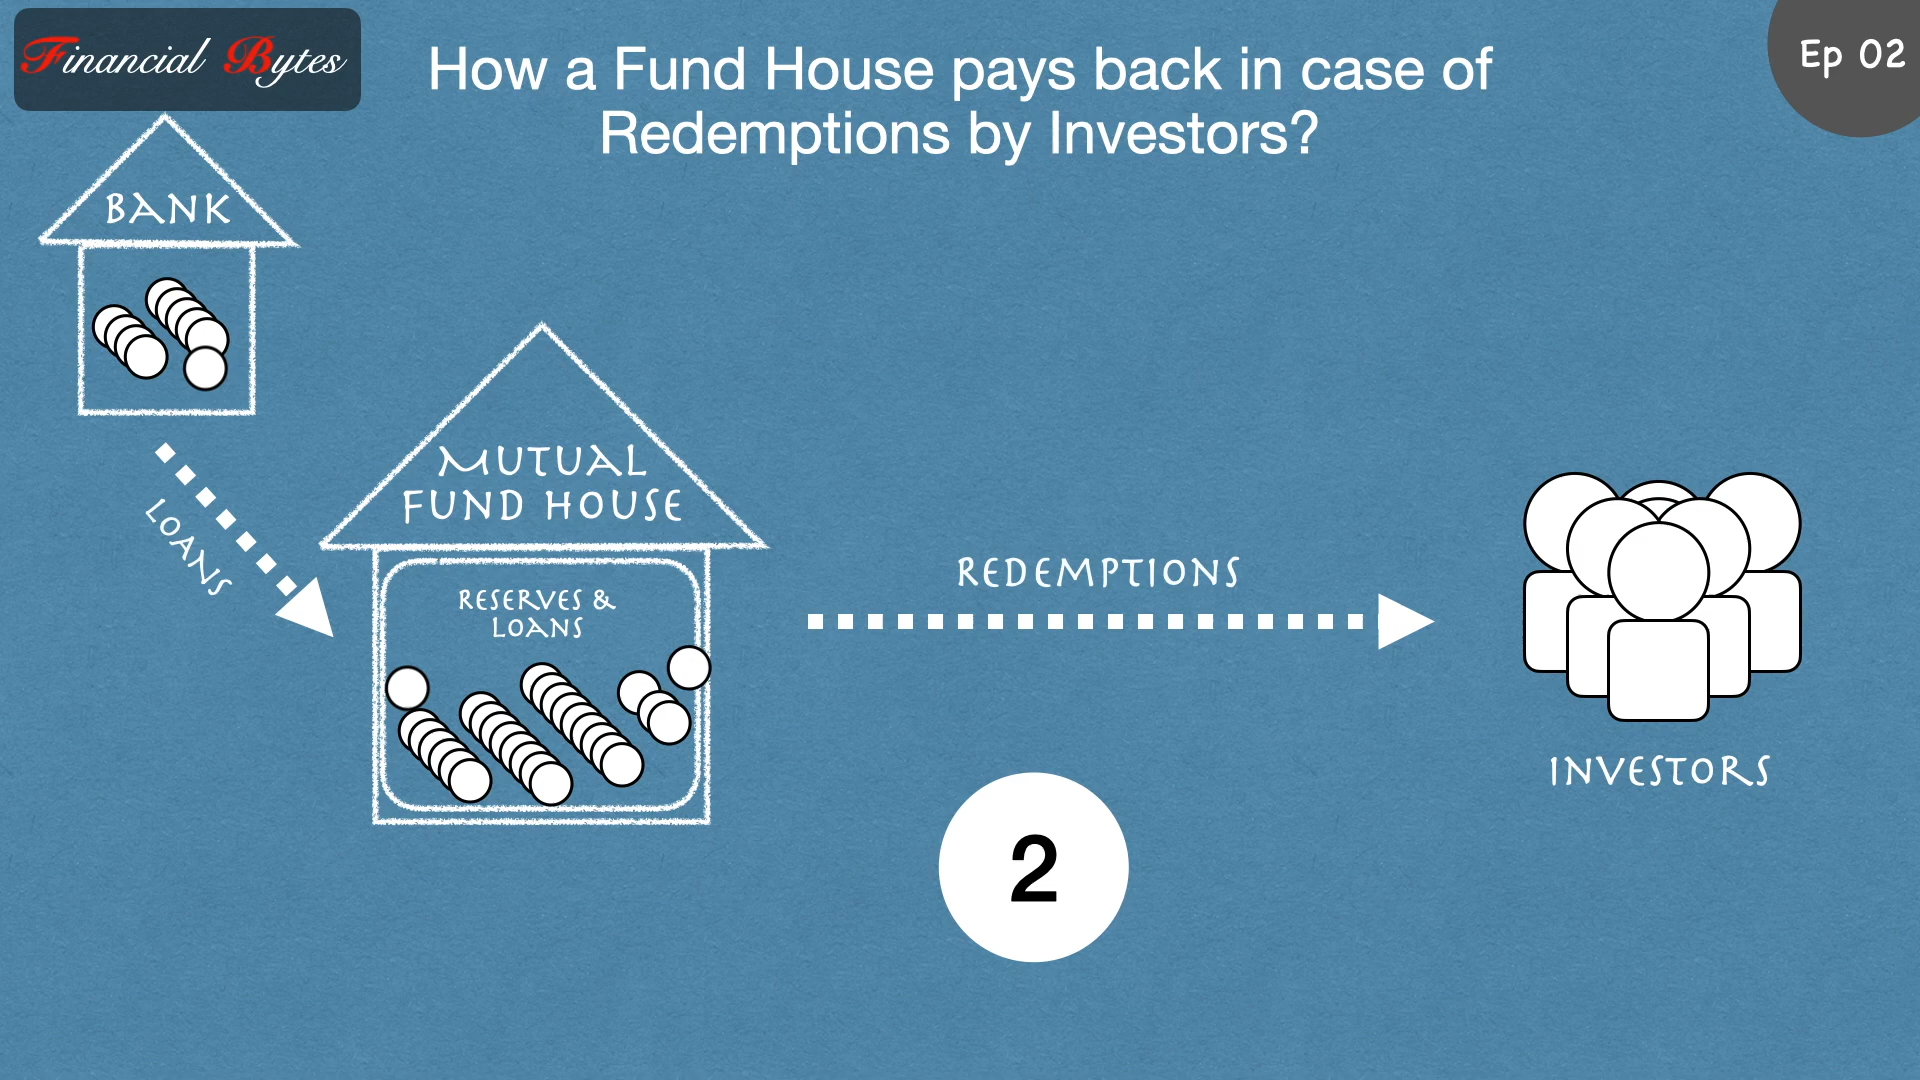 Financial Bytes
How a Fund House pays back in case of
Redemptions by Investors?
Ep 02
BANK
LOANS
MUTUAL
FUND HOUSE
RESERVES &
LOANS
REDEMPTIONS
INVESTORS
2